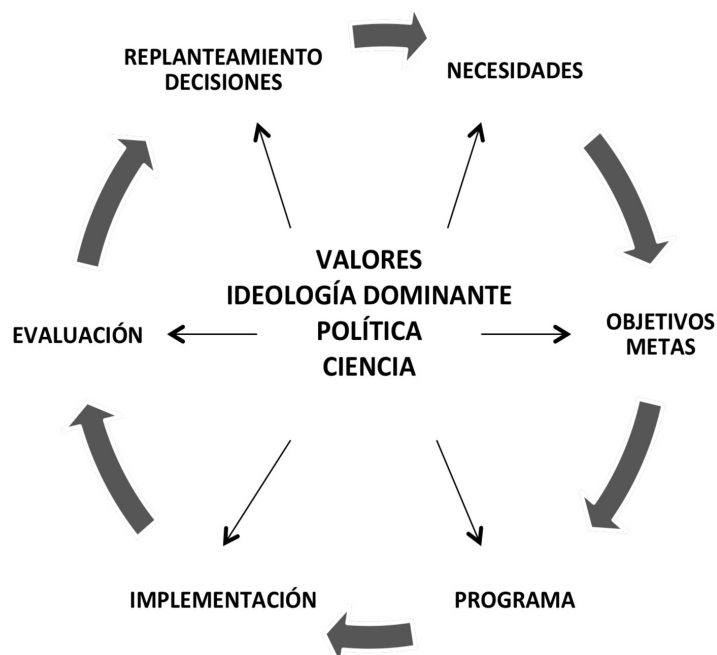 REPLANTEAMIENTO
DECISIONES
NECESIDADES
VALORES
IDEOLOGÍA DOMINANTE
POLÍTICA
CIENCIA
EVALUACIÓN
OBJETIVOS
METAS
IMPLEMENTACIÓN
PROGRAMA